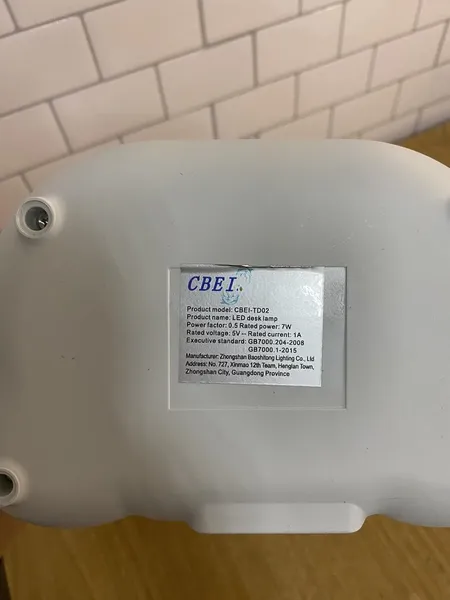 CBEI
Product model: CBEI-TD02
Product name: LED desk lamp
Power factor: 0.5 Rated power: 7W
Rated voltage: 5V -- Rated current: 1A
Executive standard: GB7000.204-2008
GB7000.1-2015
Manufacturer: Zhongshan Baoshitong Lighting Co., Ltd
Address: No. 727, Xinmao 12th Team, Henglan Town,
Zhongshan City, Guangdong Province